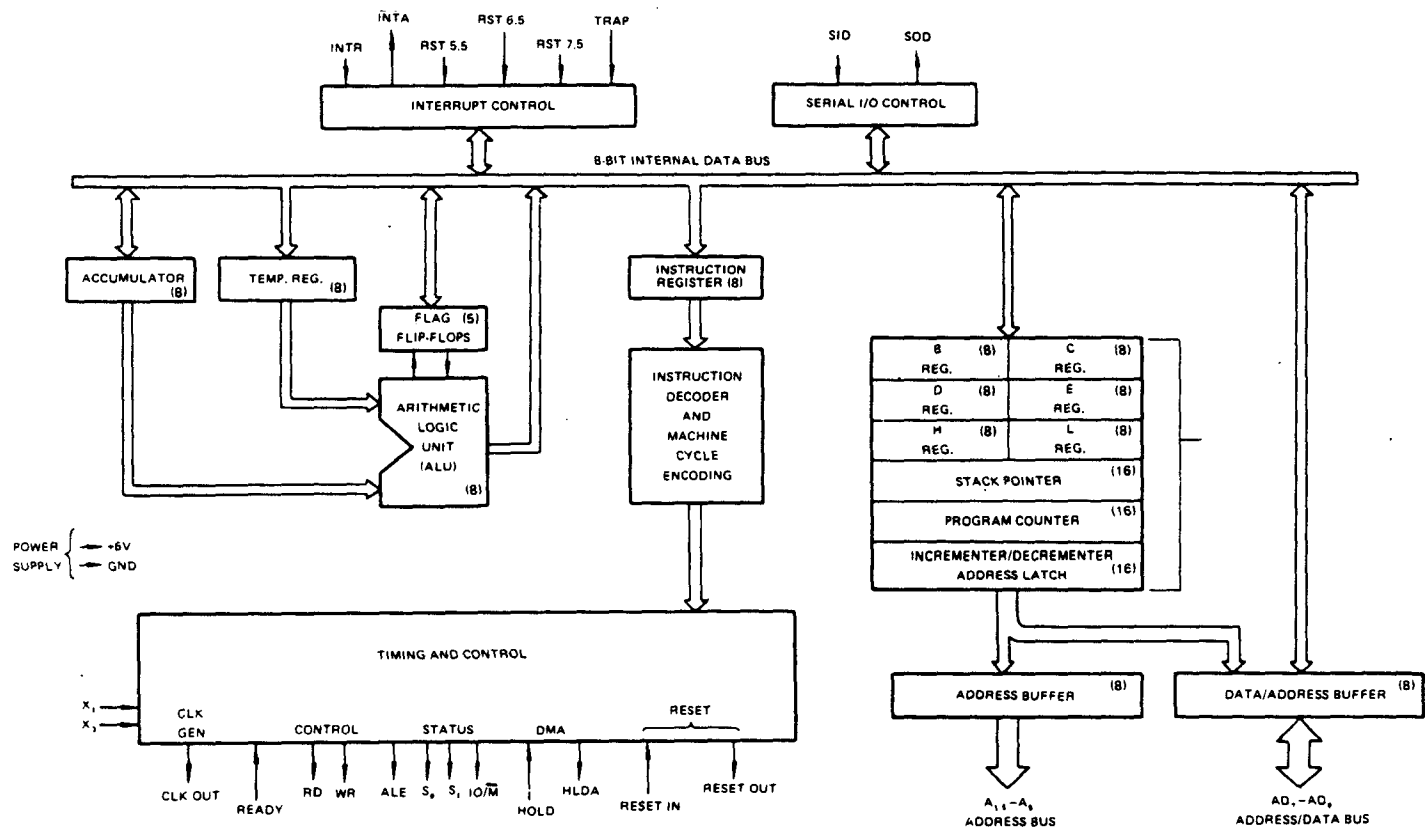 INTR
INTA
RST 5.5
RST 6.5
RST 7.5
TRAP
SID
SOD
INTERRUPT CONTROL
SERIAL I/O CONTROL
8-BIT INTERNAL DATA BUS
ACCUMULATOR
(8)
TEMP. REG.
(8)
FLAG (5)
FLIP-FLOPS
ARITHMETIC
LOGIC
UNIT
(ALU)
(8)
INSTRUCTION
REGISTER (8)
INSTRUCTION
DECODER
AND
MACHINE
CYCLE
ENCODING
B (8)
REG.
C (8)
REG.
D (8)
REG.
E (8)
REG.
H (8)
REG.
L (8)
REG.
STACK POINTER (16)
PROGRAM COUNTER (16)
INCREMENTER/DECREMENTER
ADDRESS LATCH (16)
POWER
SUPPLY
+6V
GND
TIMING AND CONTROL
X₁
X₂
CLK
GEN
CONTROL
STATUS
DMA
RESET
CLK OUT
READY
RD
WR
ALE
S₀
S₁
IO/M̅
HOLD
HLDA
RESET IN
RESET OUT
ADDRESS BUFFER (8)
DATA/ADDRESS BUFFER (8)
A₁₅-A₈
ADDRESS BUS
AD₇-AD₀
ADDRESS/DATA BUS